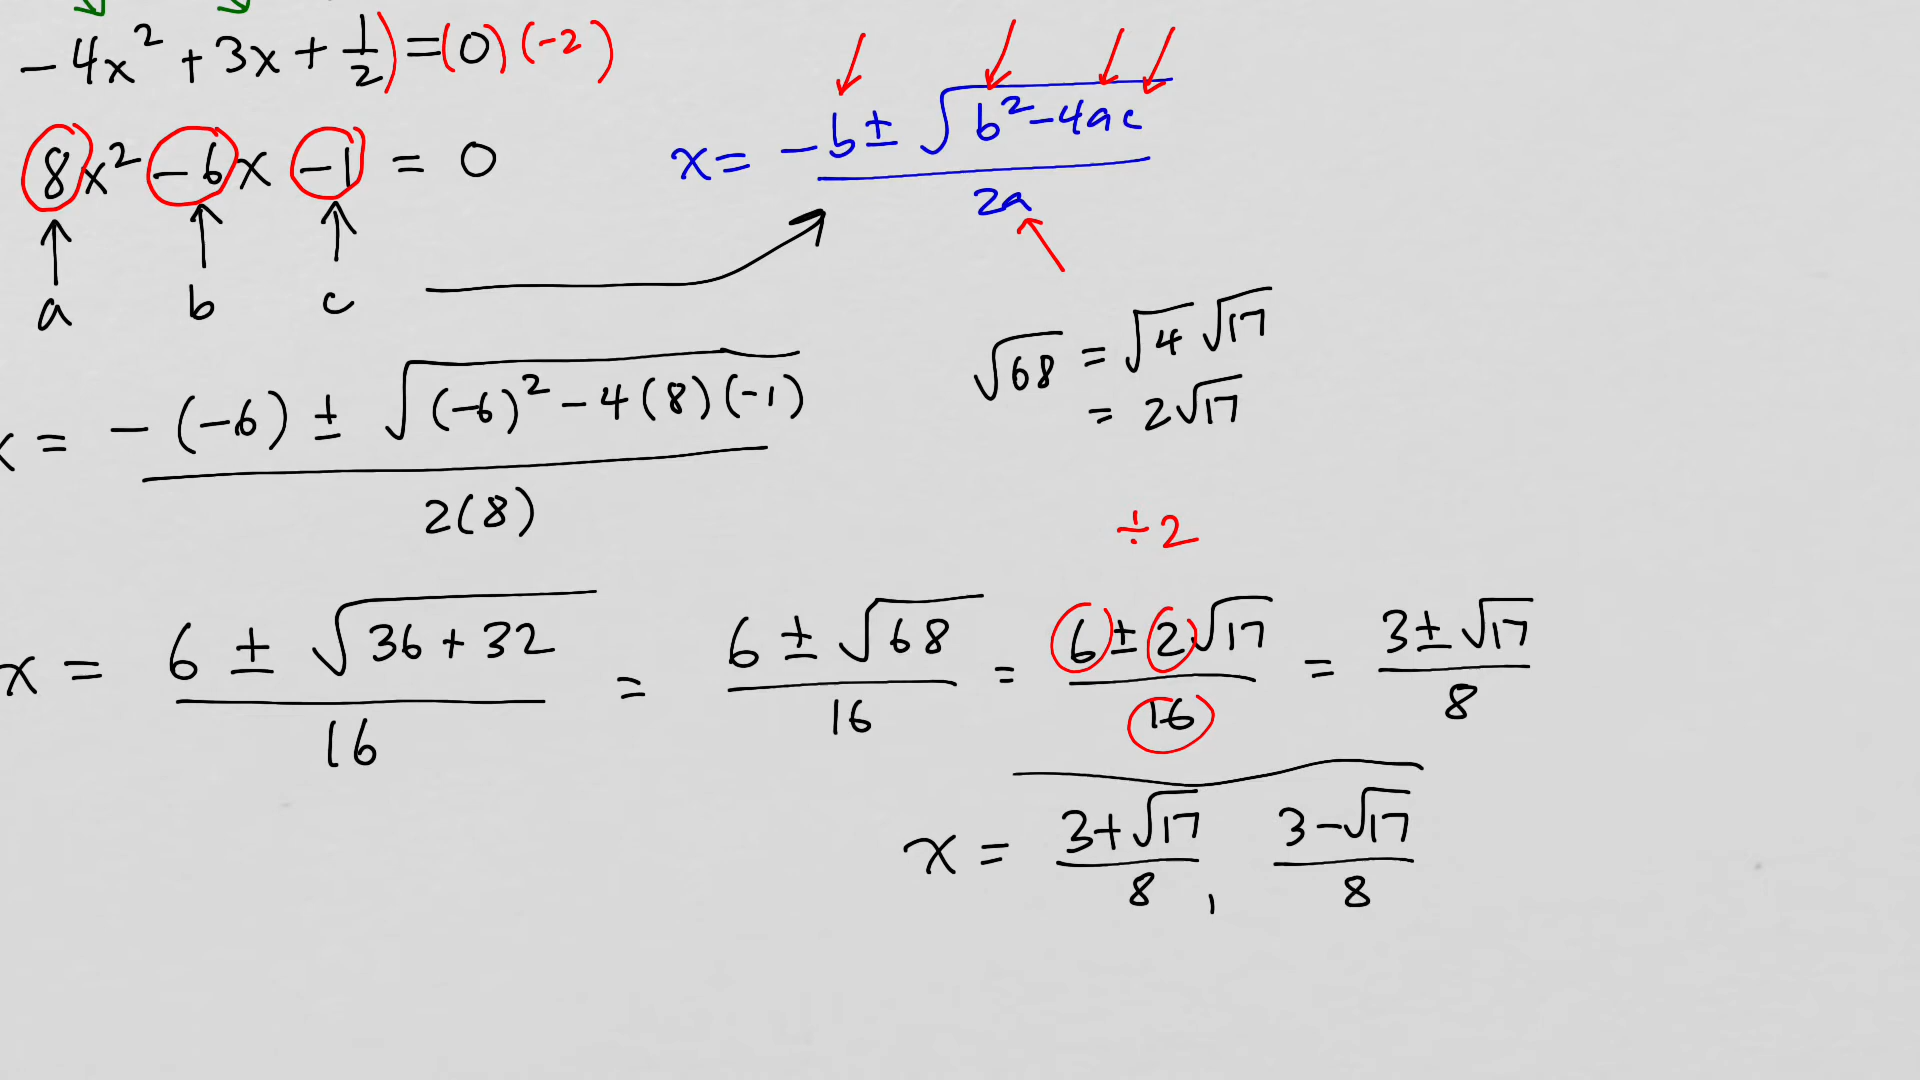 -4x² + 3x + 1/2) = (0)(-2)
8x² -6x -1 = 0
a b c
x = -b ± √(b²-4ac) / 2a
√68 = √4 √17
= 2√17
x = -(-6) ± √((-6)² - 4(8)(-1)) / 2(8)
÷2
x = 6 ± √(36 + 32) / 16 = 6 ± √68 / 16 = 6 ± 2√17 / 16 = 3 ± √17 / 8
x = 3+√17 / 8 , 3-√17 / 8